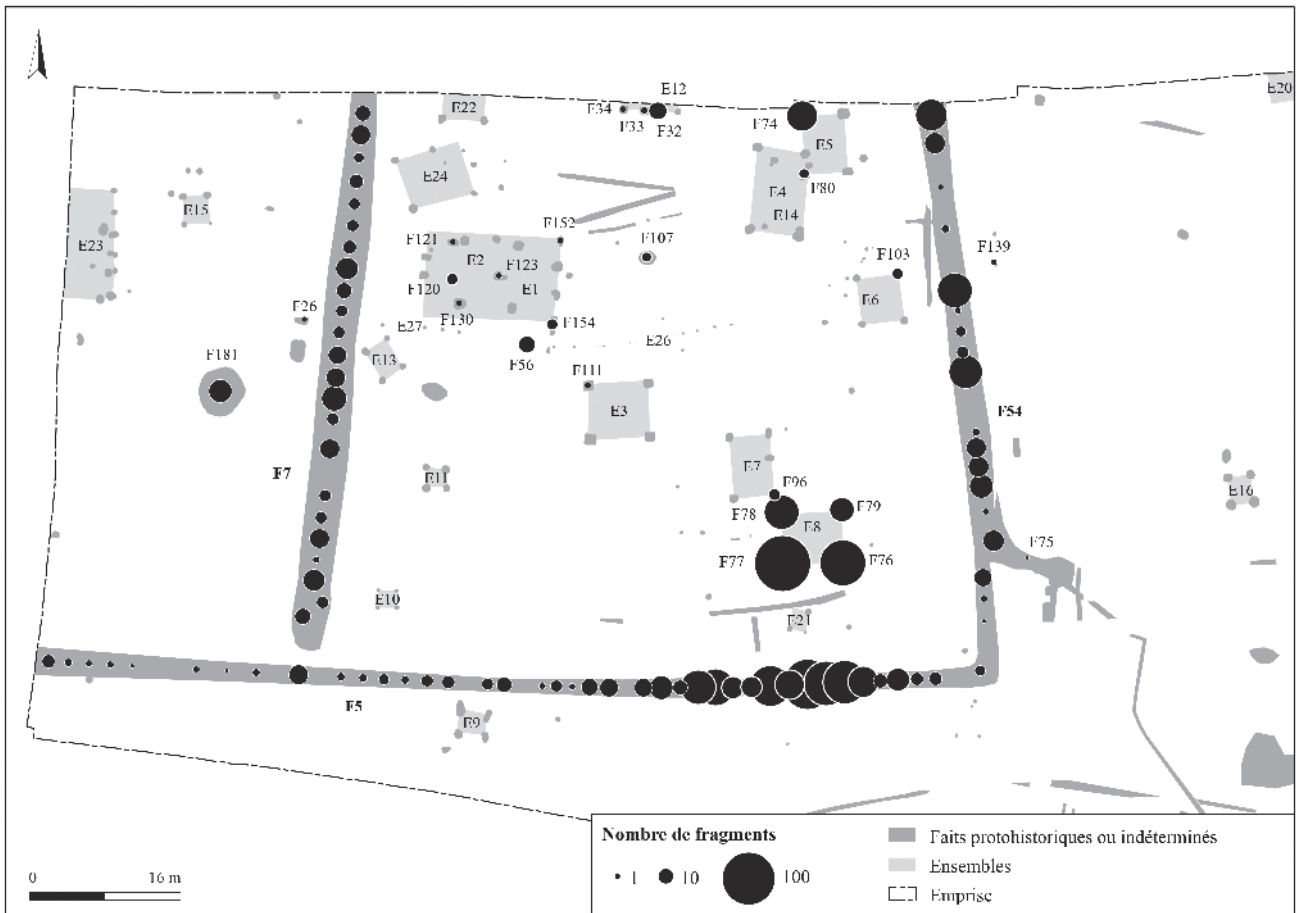 E12
E20
E22
F34
F33
F32
F74
E5
E24
E4
F80
E15
E14
F152
E23
F121
E2
F107
F103
F139
F123
F120
E1
E6
F26
F130
E27
F154
E26
F181
E13
F56
F111
E3
F54
F7
E7
E11
F96
E16
F78
E8
F79
F77
F76
F75
E10
E21
F5
E9
Nombre de fragments
1
10
100
Faits protohistoriques ou indéterminés
Ensembles
Emprise
0
16 m